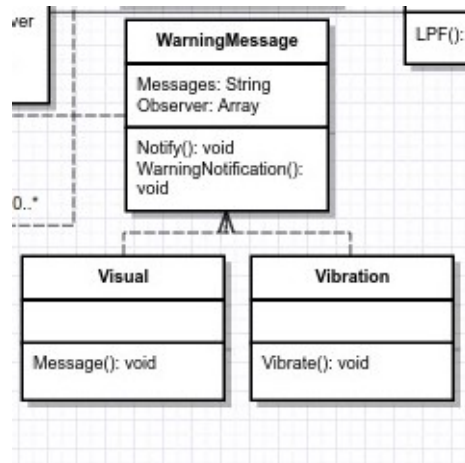 ver
WarningMessage
LPF():
Messages: String
Observer: Array
Notify(): void
WarningNotification():
void
0..*
Visual
Vibration
Message(): void
Vibrate(): void